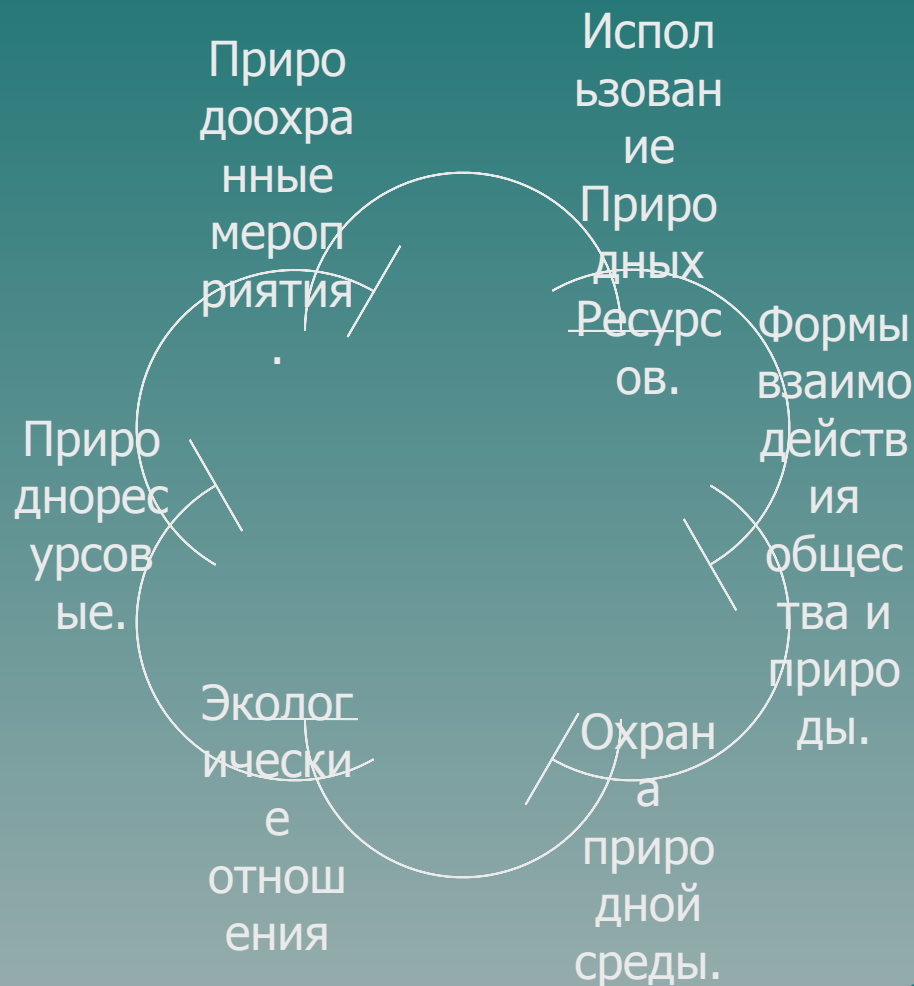 Приро
доохра
нные
мероп
риятия
.
Испол
ьзован
ие
Приро
дных
Ресурс
ов.
Формы
взаимо
действ
ия
общес
тва и
приро
ды.
Приро
днорес
урсов
ые.
Эколог
ически
е
отнош
ения
Охран
а
приро
дной
среды.